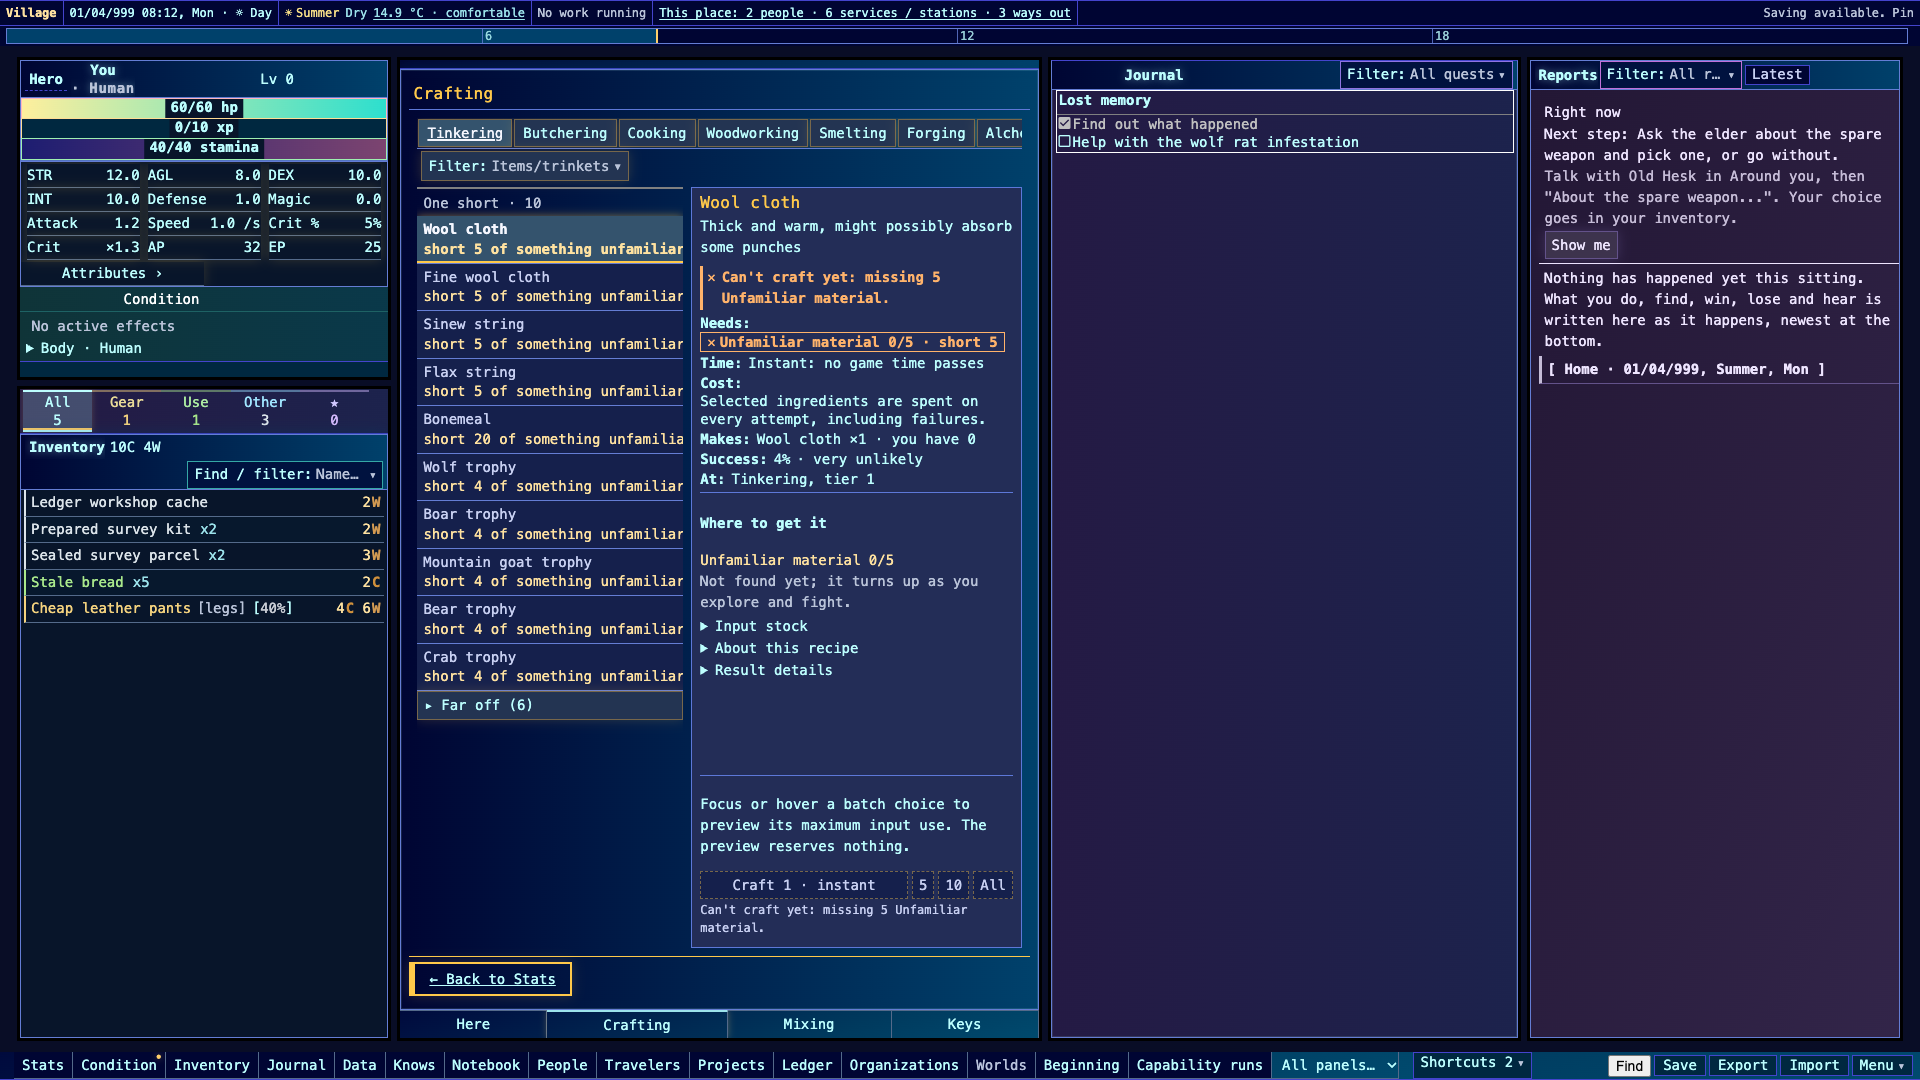 Village 01/04/999 08:12, Mon · ☀ Day ☀ Summer Dry 14.9 °C · comfortable No work running This place: 2 people · 6 services / stations · 3 ways out Saving available. Pin
6 12 18
Hero · You Human Lv 0
60/60 hp
0/10 xp
40/40 stamina
STR 12.0 AGL 8.0 DEX 10.0
INT 10.0 Defense 1.0 Magic 0.0
Attack 1.2 Speed 1.0 /s Crit % 5%
Crit ×1.3 AP 32 EP 25
Attributes ›
Condition
No active effects
▶ Body · Human
All 5 Gear 1 Use 1 Other 3 ★ 0
Inventory 10C 4W
Find / filter: Name… ▾
Ledger workshop cache 2W
Prepared survey kit x2 2W
Sealed survey parcel x2 3W
Stale bread x5 2C
Cheap leather pants [legs] [40%] 4C 6W
Crafting
Tinkering Butchering Cooking Woodworking Smelting Forging Alche
Filter: Items/trinkets ▾
One short · 10
Wool cloth
short 5 of something unfamiliar
Fine wool cloth
short 5 of something unfamiliar
Sinew string
short 5 of something unfamiliar
Flax string
short 5 of something unfamiliar
Bonemeal
short 20 of something unfamilia
Wolf trophy
short 4 of something unfamiliar
Boar trophy
short 4 of something unfamiliar
Mountain goat trophy
short 4 of something unfamiliar
Bear trophy
short 4 of something unfamiliar
Crab trophy
short 4 of something unfamiliar
▸ Far off (6)
Wool cloth
Thick and warm, might possibly absorb
some punches
× Can't craft yet: missing 5
Unfamiliar material.
Needs:
× Unfamiliar material 0/5 · short 5
Time: Instant: no game time passes
Cost:
Selected ingredients are spent on
every attempt, including failures.
Makes: Wool cloth ×1 · you have 0
Success: 4% · very unlikely
At: Tinkering, tier 1
Where to get it
Unfamiliar material 0/5
Not found yet; it turns up as you
explore and fight.
▶ Input stock
▶ About this recipe
▶ Result details
Focus or hover a batch choice to
preview its maximum input use. The
preview reserves nothing.
Craft 1 · instant 5 10 All
Can't craft yet: missing 5 Unfamiliar
material.
← Back to Stats
Here Crafting Mixing Keys
Journal Filter: All quests ▾
Lost memory
Find out what happened
Help with the wolf rat infestation
Reports Filter: All r… ▾ Latest
Right now
Next step: Ask the elder about the spare
weapon and pick one, or go without.
Talk with Old Hesk in Around you, then
"About the spare weapon...". Your choice
goes in your inventory.
Show me
Nothing has happened yet this sitting.
What you do, find, win, lose and hear is
written here as it happens, newest at the
bottom.
[ Home · 01/04/999, Summer, Mon ]
Stats Condition Inventory Journal Data Knows Notebook People Travelers Projects Ledger Organizations Worlds Beginning Capability runs All panels… Shortcuts 2 ▾ Find Save Export Import Menu ▾